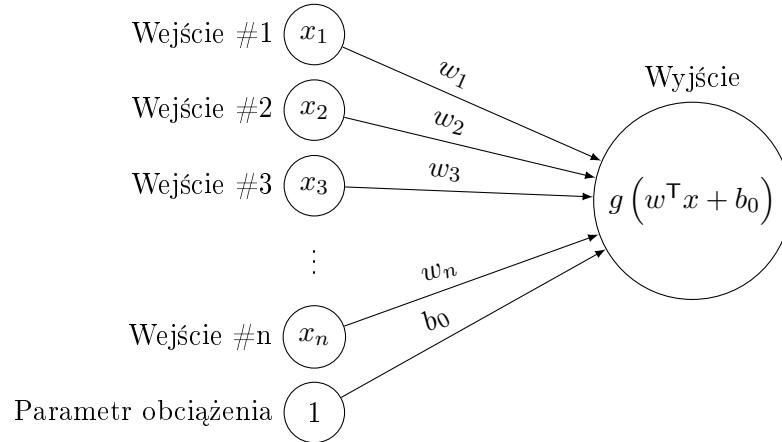 Wejście #1 x₁
w₁
Wyjście
Wejście #2 x₂
w₂
Wejście #3 x₃
w₃
g (wᵀx + b₀)
⋮
wₙ
Wejście #n xₙ
b₀
Parametr obciążenia 1